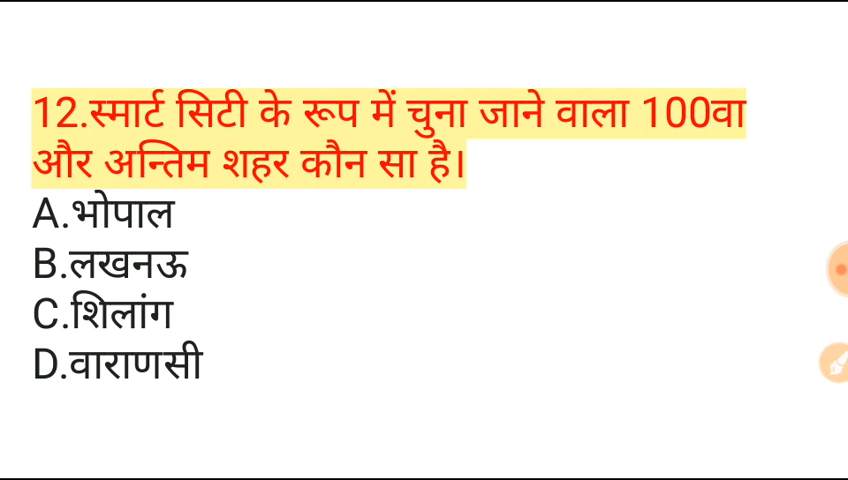 12.स्मार्ट सिटी के रूप में चुना जाने वाला 100वा
और अन्तिम शहर कौन सा है।
A.भोपाल
B.लखनऊ
C.शिलांग
D.वाराणसी